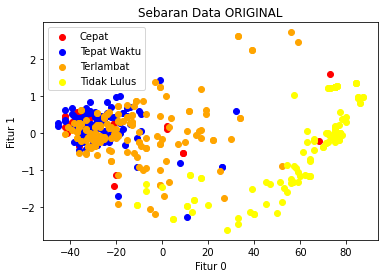 Sebaran Data ORIGINAL
Cepat
Tepat Waktu
Terlambat
Tidak Lulus
Fitur 1
3
2
1
0
−1
−2
−40 −20 0 20 40 60 80
Fitur 0